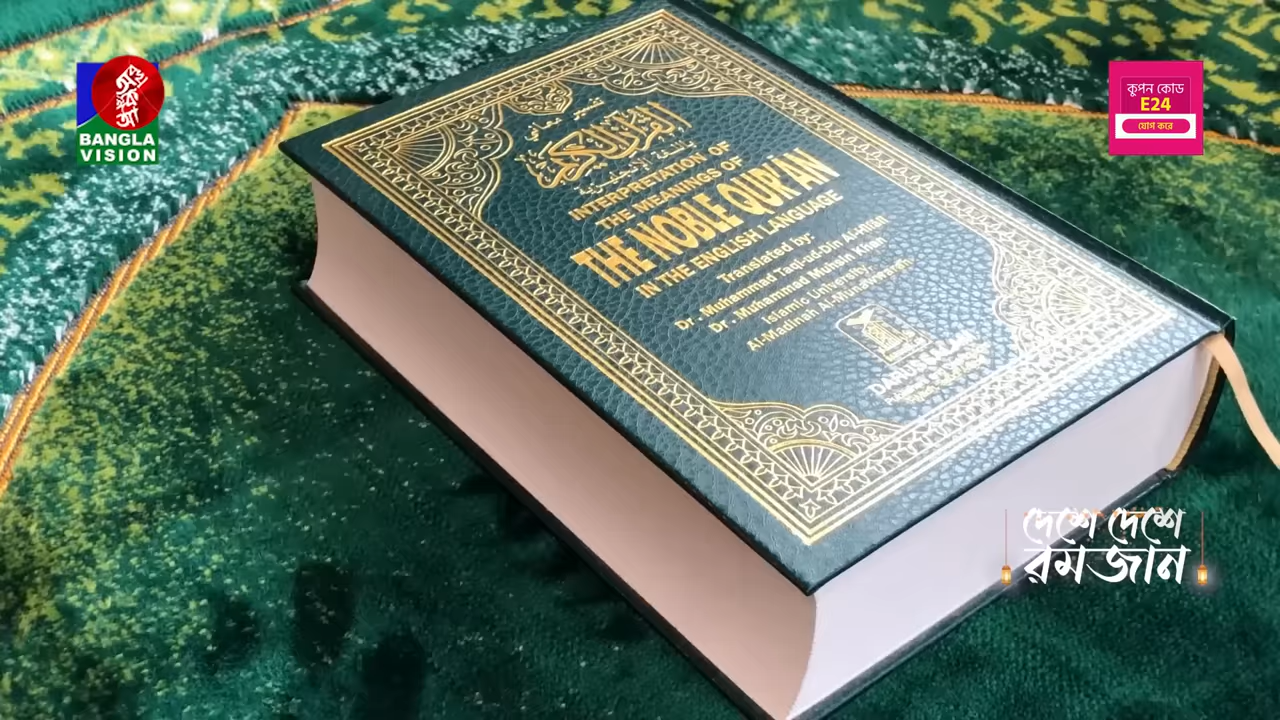 BANGLA
VISION
কুপন কোড
E24
যোগ করে
القرآن الكريم
INTERPRETATION OF
THE MEANINGS OF
THE NOBLE QUR'AN
IN THE ENGLISH LANGUAGE
Translated by:
Dr. Muhammad Taqi-ud-Din Al-Hilali
Dr. Muhammad Muhsin Khan
Islamic University,
Al-Madinah Al-Munawwarah
DARUSSALAM
দেশে দেশে
রমজান